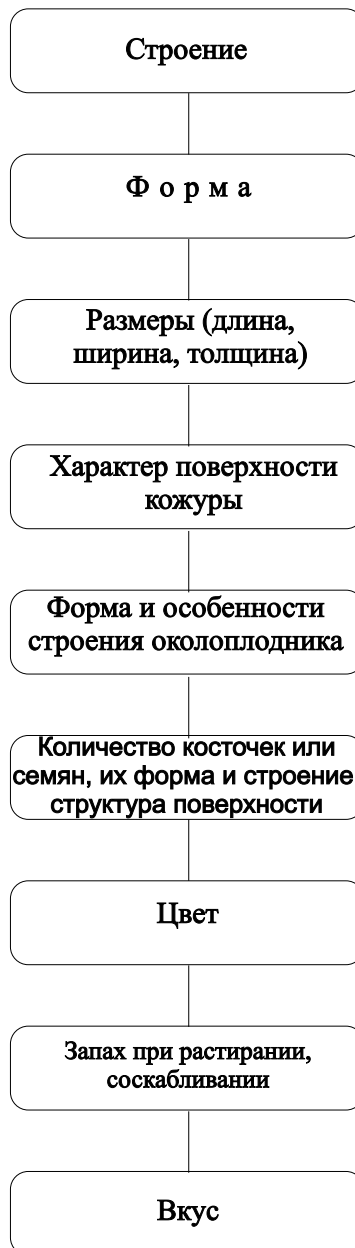 Строение
Ф о р м а
Размеры (длина,
ширина, толщина)
Характер поверхности
кожуры
Форма и особенности
строения околоплодника
Количество косточек или
семян, их форма и строение
структура поверхности
Цвет
Запах при растирании,
соскабливании
Вкус